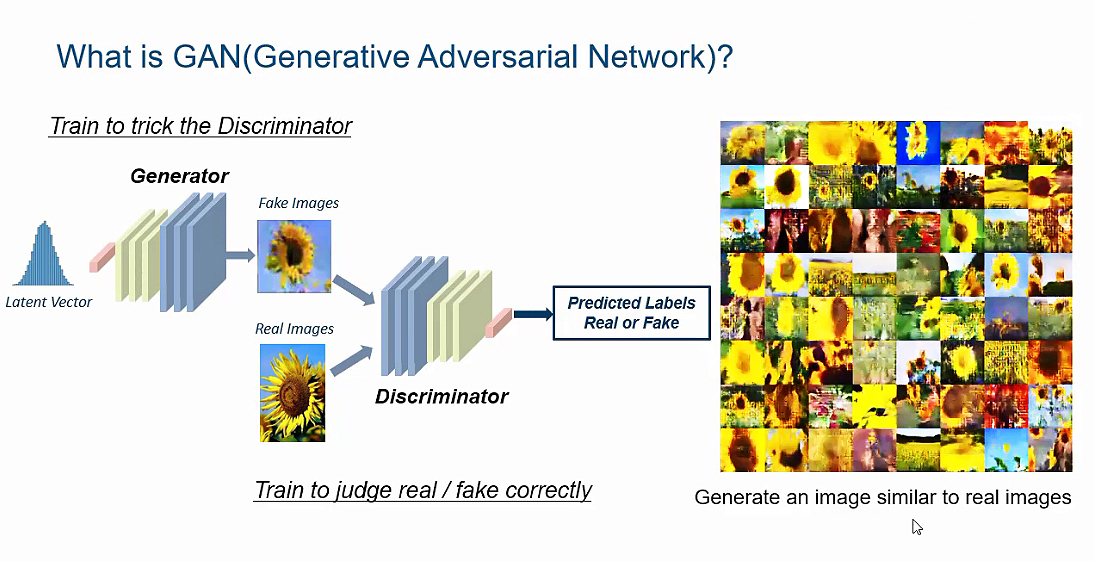 What is GAN(Generative Adversarial Network)?
Train to trick the Discriminator
Generator
Fake Images
Latent Vector
Real Images
Predicted Labels
Real or Fake
Discriminator
Train to judge real / fake correctly
Generate an image similar to real images